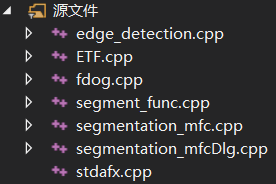 源文件
edge_detection.cpp
ETF.cpp
fdog.cpp
segment_func.cpp
segmentation_mfc.cpp
segmentation_mfcDlg.cpp
stdafx.cpp